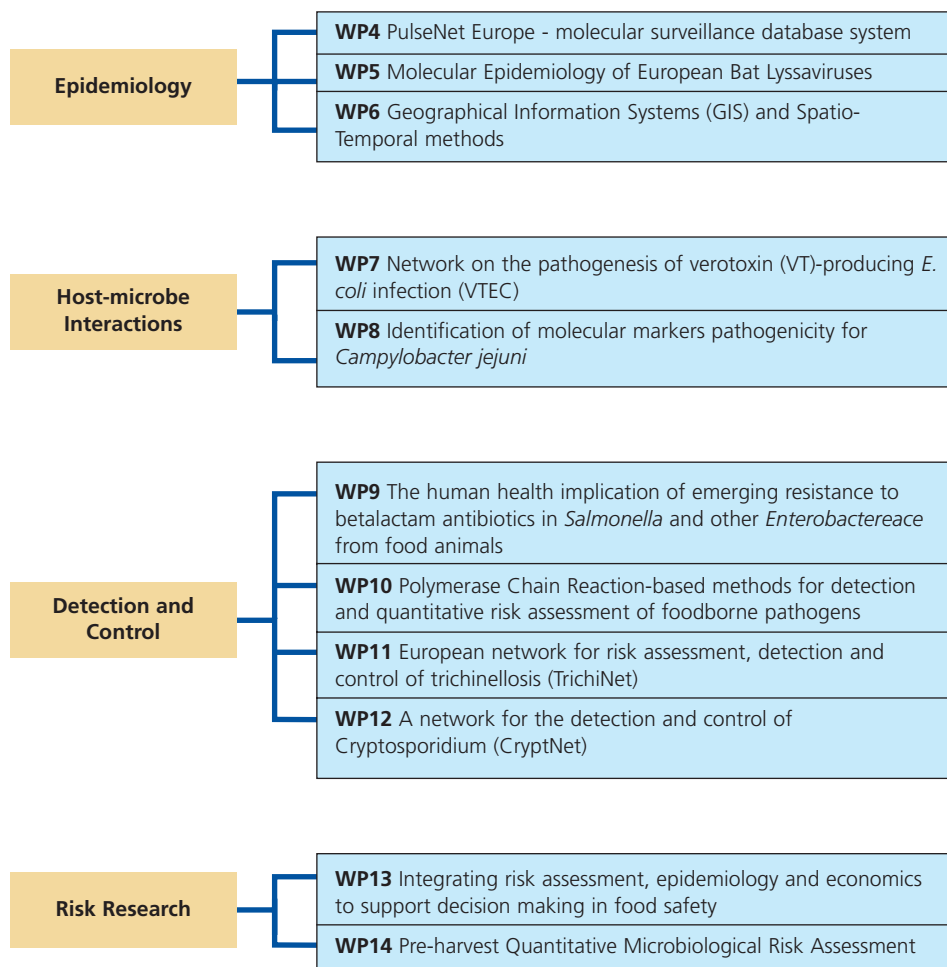 Epidemiology
WP4 PulseNet Europe - molecular surveillance database system
WP5 Molecular Epidemiology of European Bat Lyssaviruses
WP6 Geographical Information Systems (GIS) and Spatio-
Temporal methods
Host-microbe
Interactions
WP7 Network on the pathogenesis of verotoxin (VT)-producing E.
coli infection (VTEC)
WP8 Identification of molecular markers pathogenicity for
Campylobacter jejuni
Detection and
Control
WP9 The human health implication of emerging resistance to
betalactam antibiotics in Salmonella and other Enterobactereace
from food animals
WP10 Polymerase Chain Reaction-based methods for detection
and quantitative risk assessment of foodborne pathogens
WP11 European network for risk assessment, detection and
control of trichinellosis (TrichiNet)
WP12 A network for the detection and control of
Cryptosporidium (CryptNet)
Risk Research
WP13 Integrating risk assessment, epidemiology and economics
to support decision making in food safety
WP14 Pre-harvest Quantitative Microbiological Risk Assessment